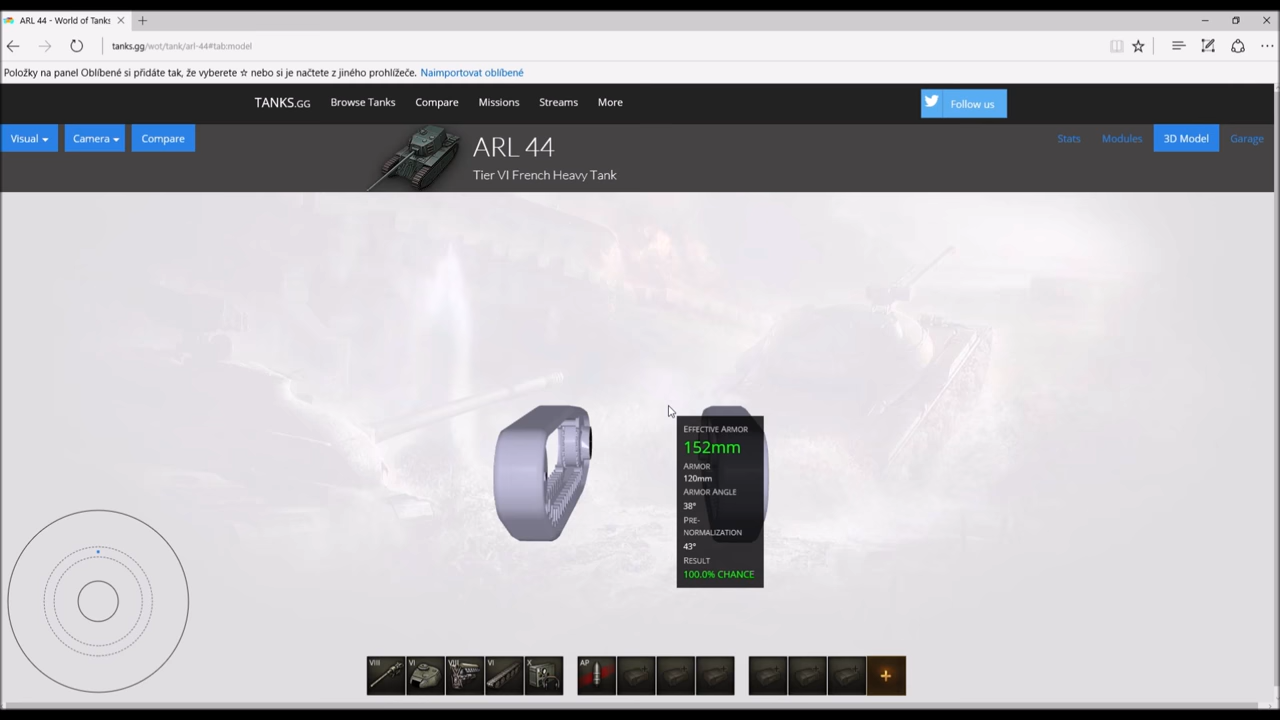 ARL 44 - World of Tanks
tanks.gg/wot/tank/arl-44#tab:model
Položky na panel Oblíbené si přidáte tak, že vyberete ☆ nebo si je načtete z jiného prohlížeče. Naimportovat oblíbené
TANKS.GG Browse Tanks Compare Missions Streams More Follow us
Visual Camera Compare
ARL 44
Tier VI French Heavy Tank
Stats Modules 3D Model Garage
EFFECTIVE ARMOR
152mm
ARMOR
120mm
ARMOR ANGLE
38°
PRE-
NORMALIZATION
43°
RESULT
100.0% CHANCE
VIII VI VIII VI X AP